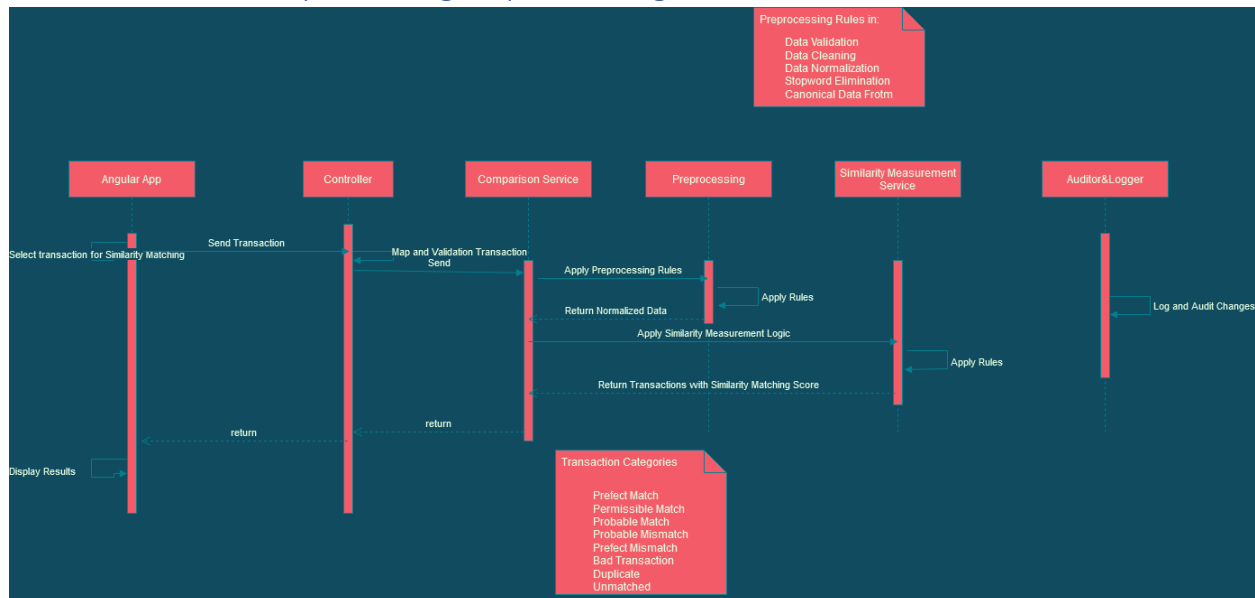 Preprocessing Rules in:
Data Validation
Data Cleaning
Data Normalization
Stopword Elimination
Canonical Data Frotm
Angular App
Controller
Comparison Service
Preprocessing
Similarity Measurement
Service
Auditor&Logger
Send Transaction
Select transaction for Similarity Matching
Map and Validation Transaction
Send
Apply Preprocessing Rules
Apply Rules
Return Normalized Data
Log and Audit Changes
Apply Similarity Measurement Logic
Apply Rules
Return Transactions with Similarity Matching Score
return
return
Display Results
Transaction Categories
Prefect Match
Permissible Match
Probable Match
Probable Mismatch
Prefect Mismatch
Bad Transaction
Duplicate
Unmatched